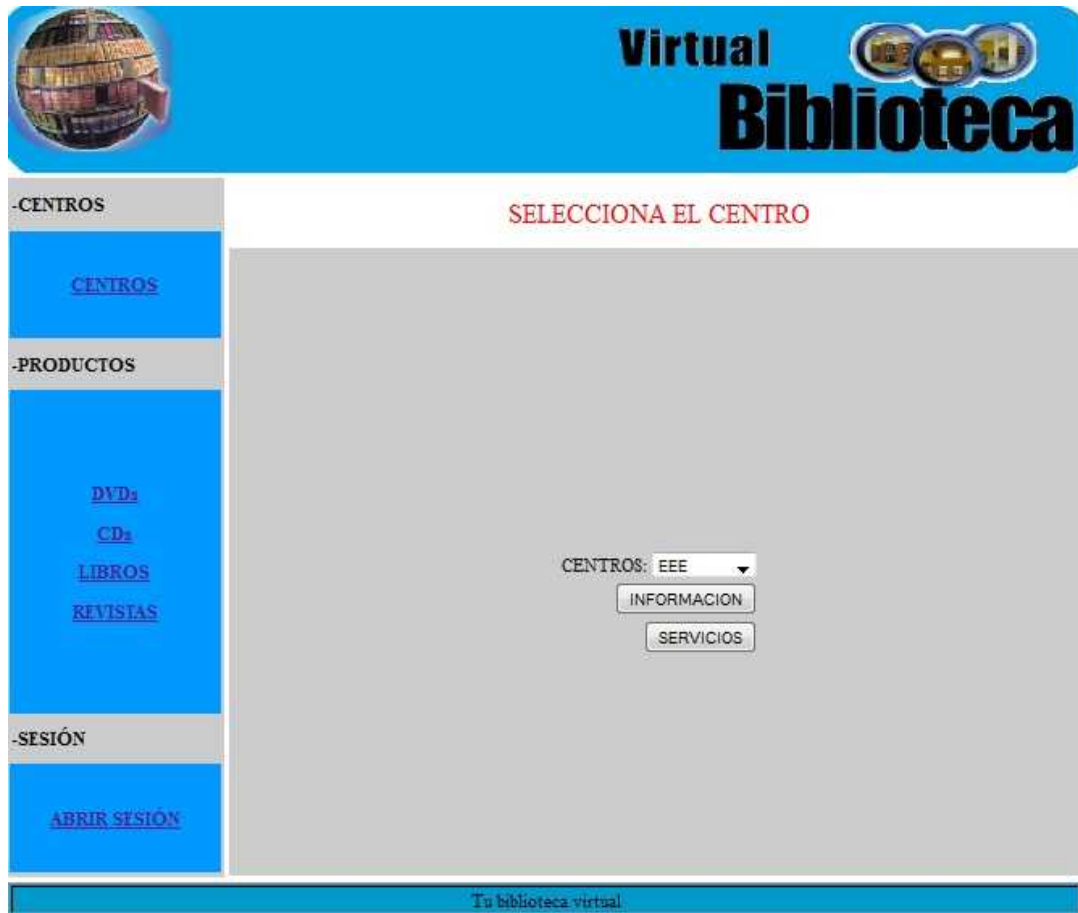 Virtual
Biblioteca
-CENTROS
CENTROS
-PRODUCTOS
DVDs
CDs
LIBROS
REVISTAS
-SESIÓN
ABRIR SESIÓN
SELECCIONA EL CENTRO
CENTROS: EEE
INFORMACION
SERVICIOS
Tu biblioteca virtual